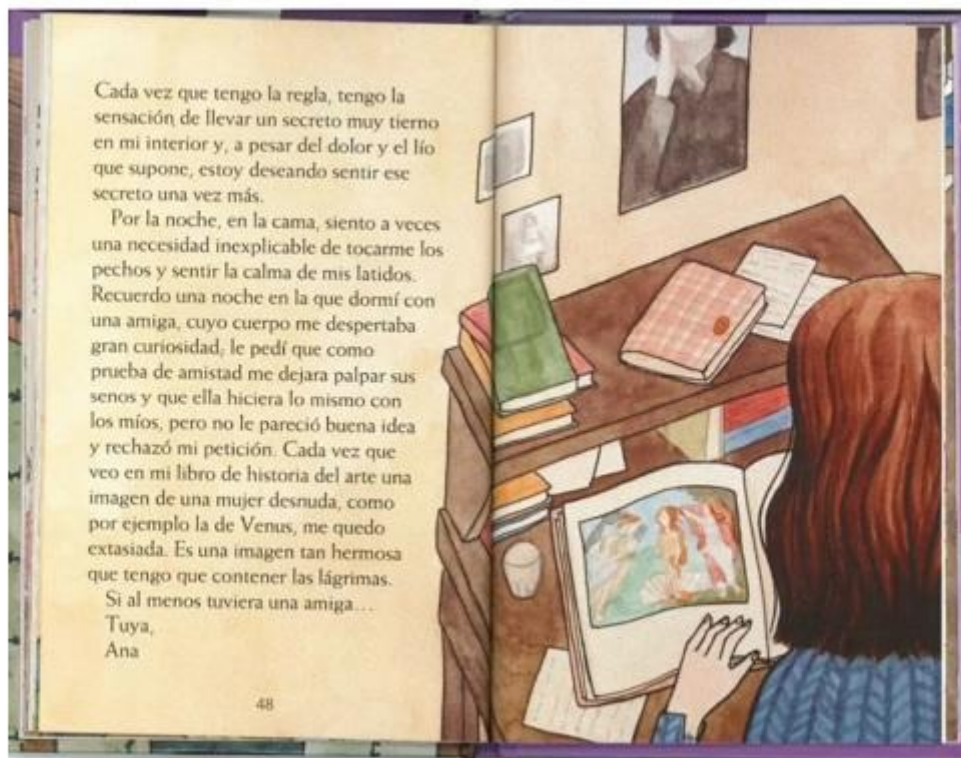 Cada vez que tengo la regla, tengo la
sensación de llevar un secreto muy tierno
en mi interior y, a pesar del dolor y el lío
que supone, estoy deseando sentir ese
secreto una vez más.
Por la noche, en la cama, siento a veces
una necesidad inexplicable de tocarme los
pechos y sentir la calma de mis latidos.
Recuerdo una noche en la que dormí con
una amiga, cuyo cuerpo me despertaba
gran curiosidad, le pedí que como
prueba de amistad me dejara palpar sus
senos y que ella hiciera lo mismo con
los míos, pero no le pareció buena idea
y rechazó mi petición. Cada vez que
veo en mi libro de historia del arte una
imagen de una mujer desnuda, como
por ejemplo la de Venus, me quedo
extasiada. Es una imagen tan hermosa
que tengo que contener las lágrimas.
Si al menos tuviera una amiga...
Tuya,
Ana
48